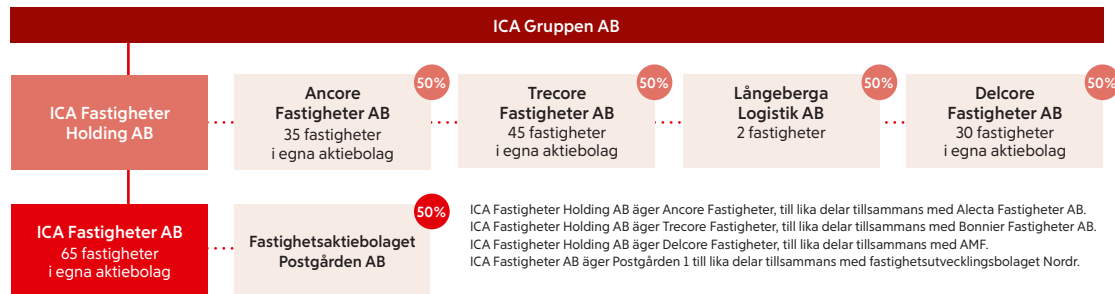 ICA Gruppen AB
ICA Fastigheter
Holding AB
50%
Ancore
Fastigheter AB
35 fastigheter
i egna aktiebolag
50%
Trecore
Fastigheter AB
45 fastigheter
i egna aktiebolag
50%
Långeberga
Logistik AB
2 fastigheter
50%
Delcore
Fastigheter AB
30 fastigheter
i egna aktiebolag
ICA Fastigheter AB
65 fastigheter
i egna aktiebolag
50%
Fastighetsaktiebolaget
Postgården AB
ICA Fastigheter Holding AB äger Ancore Fastigheter, till lika delar tillsammans med Alecta Fastigheter AB.
ICA Fastigheter Holding AB äger Trecore Fastigheter, till lika delar tillsammans med Bonnier Fastigheter AB.
ICA Fastigheter Holding AB äger Delcore Fastigheter, till lika delar tillsammans med AMF.
ICA Fastigheter AB äger Postgården 1 till lika delar tillsammans med fastighetsutvecklingsbolaget Nordr.